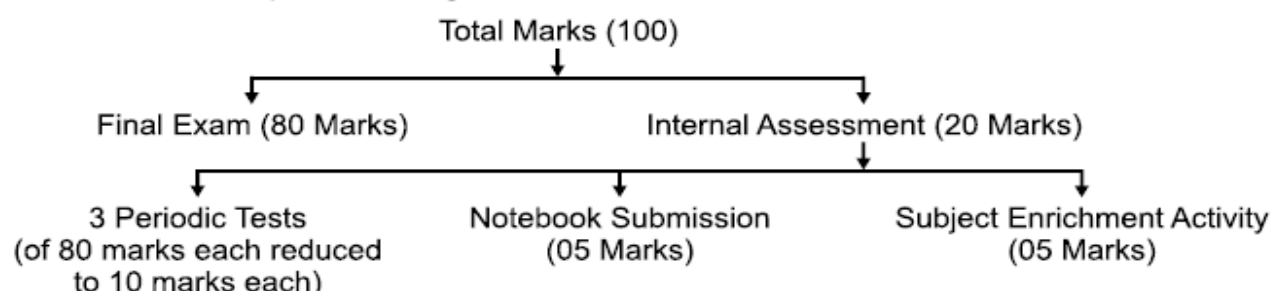 Total Marks (100)
Final Exam (80 Marks)
Internal Assessment (20 Marks)
3 Periodic Tests
(of 80 marks each reduced
to 10 marks each)
Notebook Submission
(05 Marks)
Subject Enrichment Activity
(05 Marks)